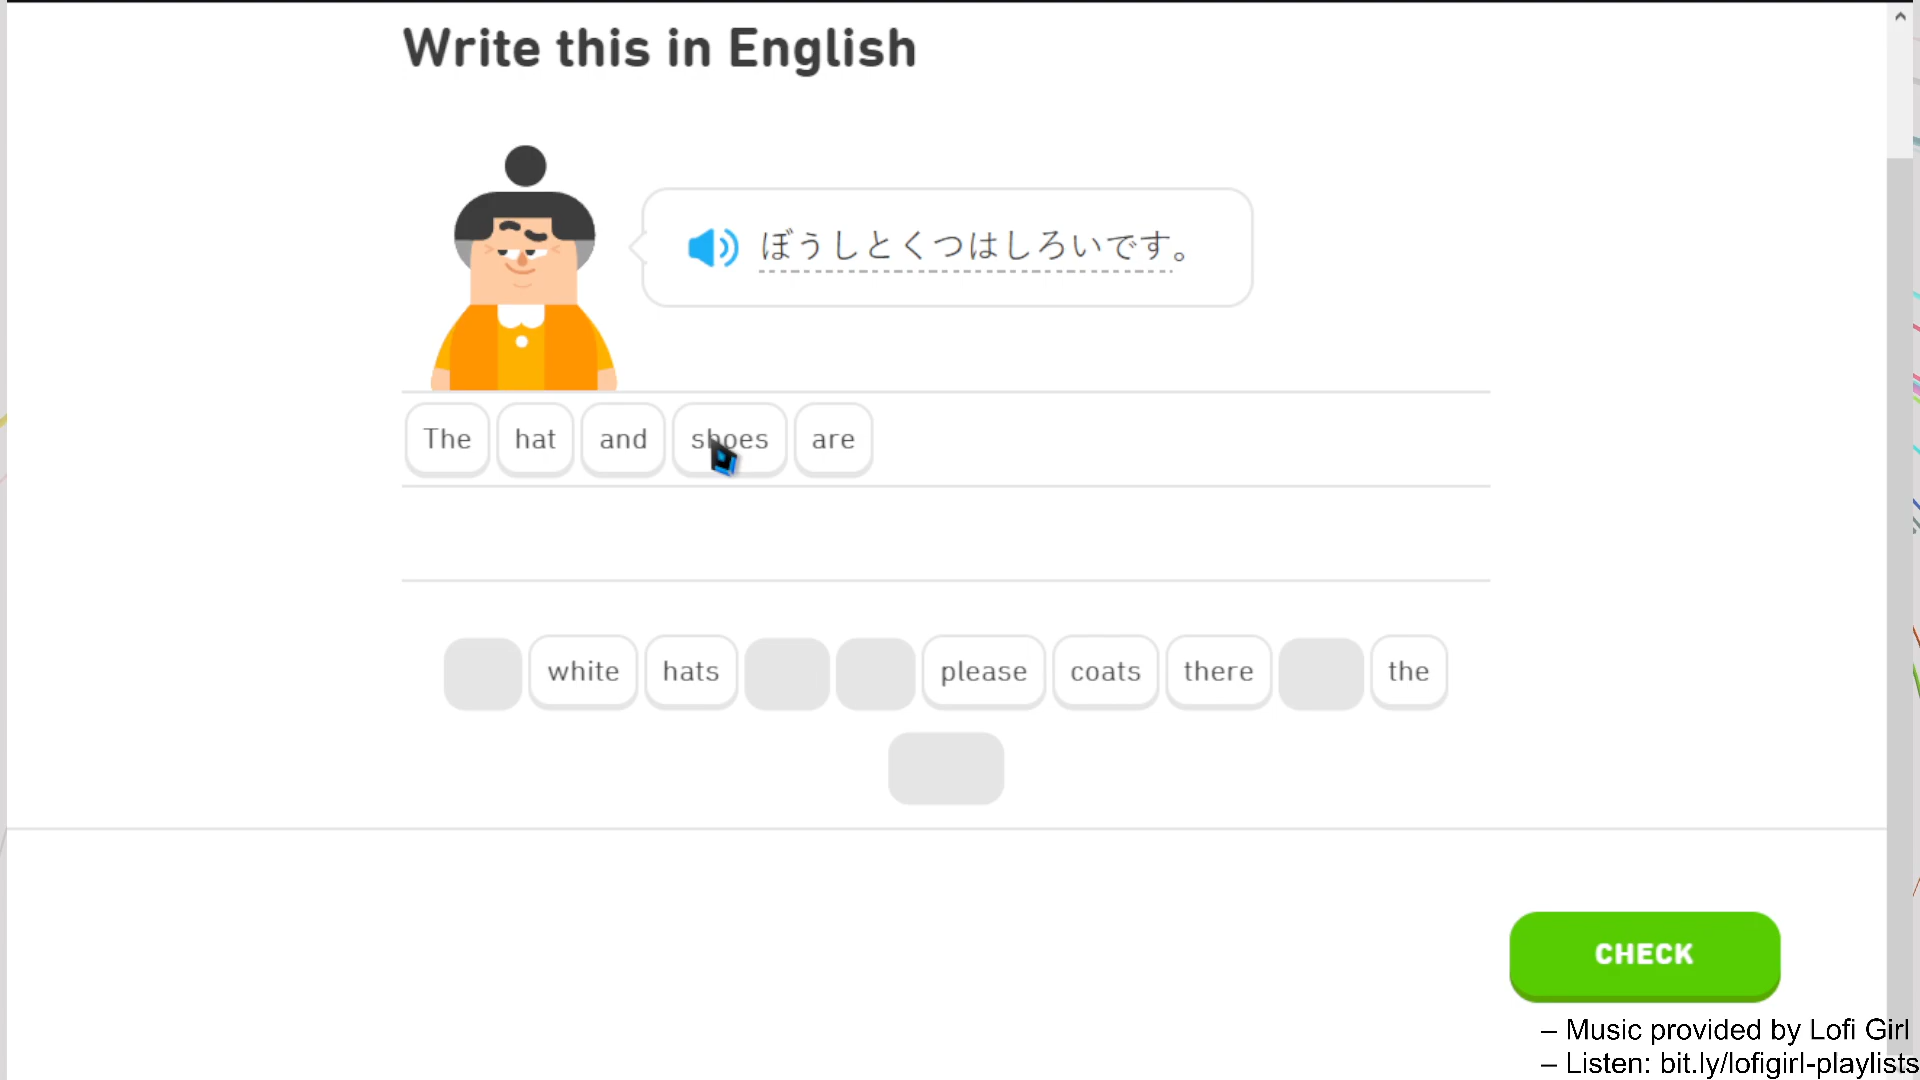 Write this in English
ぼうしとくつはしろいです。
The hat and shoes are
white hats please coats there the
CHECK
– Music provided by Lofi Girl
– Listen: bit.ly/lofigirl-playlists